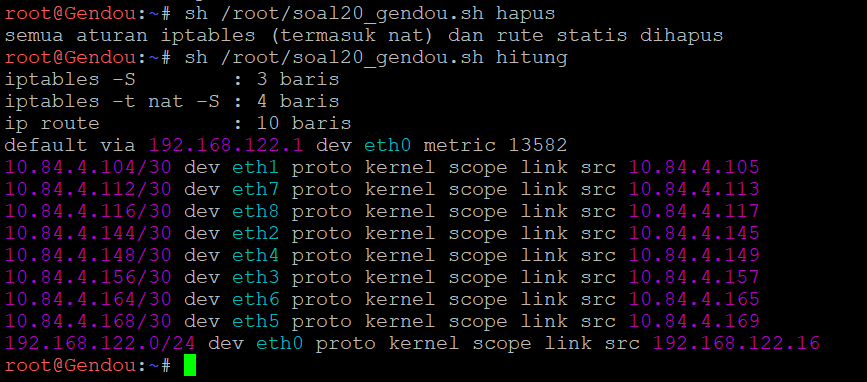 root@Gendou:~# sh /root/soal20_gendou.sh hapus
semua aturan iptables (termasuk nat) dan rute statis dihapus
root@Gendou:~# sh /root/soal20_gendou.sh hitung
iptables -S        : 3 baris
iptables -t nat -S : 4 baris
ip route           : 10 baris
default via 192.168.122.1 dev eth0 metric 13582
10.84.4.104/30 dev eth1 proto kernel scope link src 10.84.4.105
10.84.4.112/30 dev eth7 proto kernel scope link src 10.84.4.113
10.84.4.116/30 dev eth8 proto kernel scope link src 10.84.4.117
10.84.4.144/30 dev eth2 proto kernel scope link src 10.84.4.145
10.84.4.148/30 dev eth4 proto kernel scope link src 10.84.4.149
10.84.4.156/30 dev eth3 proto kernel scope link src 10.84.4.157
10.84.4.164/30 dev eth6 proto kernel scope link src 10.84.4.165
10.84.4.168/30 dev eth5 proto kernel scope link src 10.84.4.169
192.168.122.0/24 dev eth0 proto kernel scope link src 192.168.122.16
root@Gendou:~#